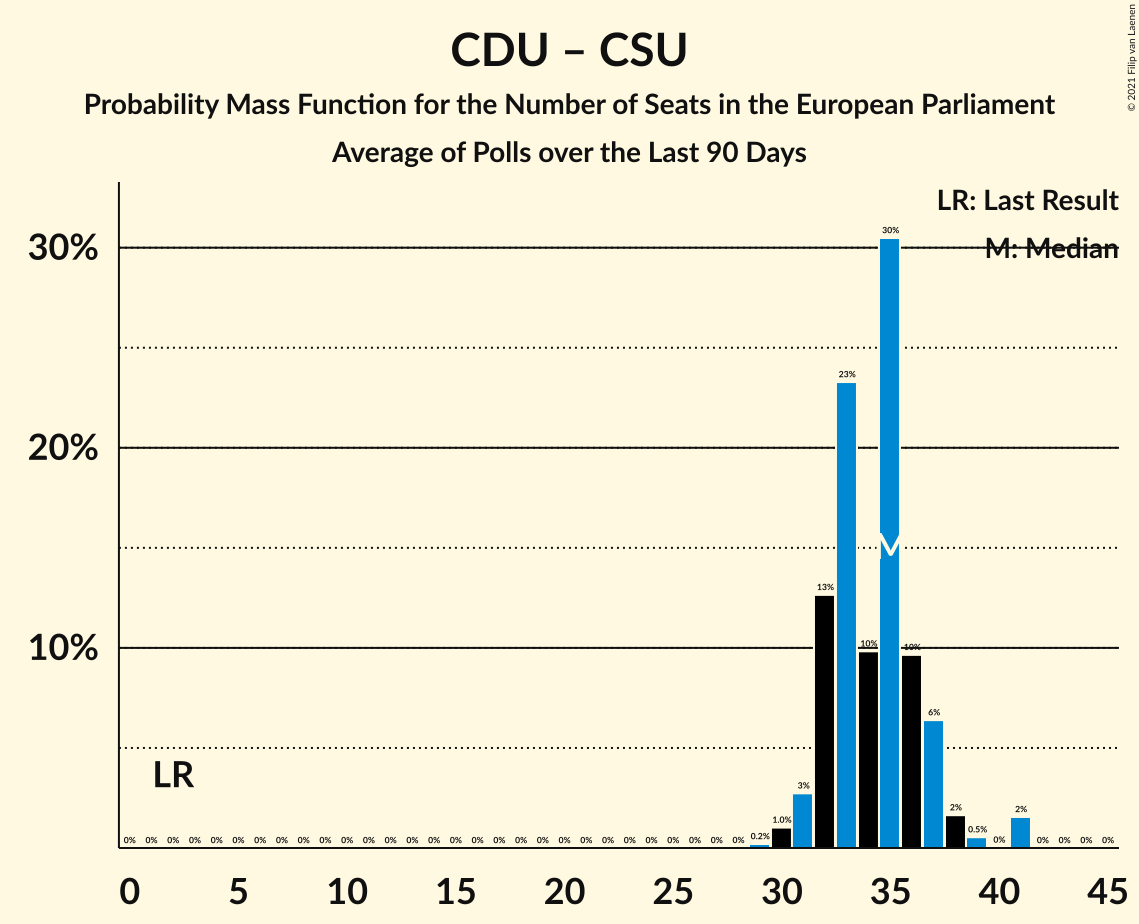 CDU – CSU
Probability Mass Function for the Number of Seats in the European Parliament
Average of Polls over the Last 90 Days
© 2021 Filip van Laenen
LR: Last Result
M: Median
30%
20%
10%
30%
23%
13%
10%
10%
6%
3%
1.0%
0.2%
2%
0.5%
0%
2%
M
LR
0% 0% 0% 0% 0% 0% 0% 0% 0% 0% 0% 0% 0% 0% 0% 0% 0% 0% 0% 0% 0% 0% 0% 0% 0% 0% 0% 0% 0%
0% 0% 0% 0%
0 5 10 15 20 25 30 35 40 45